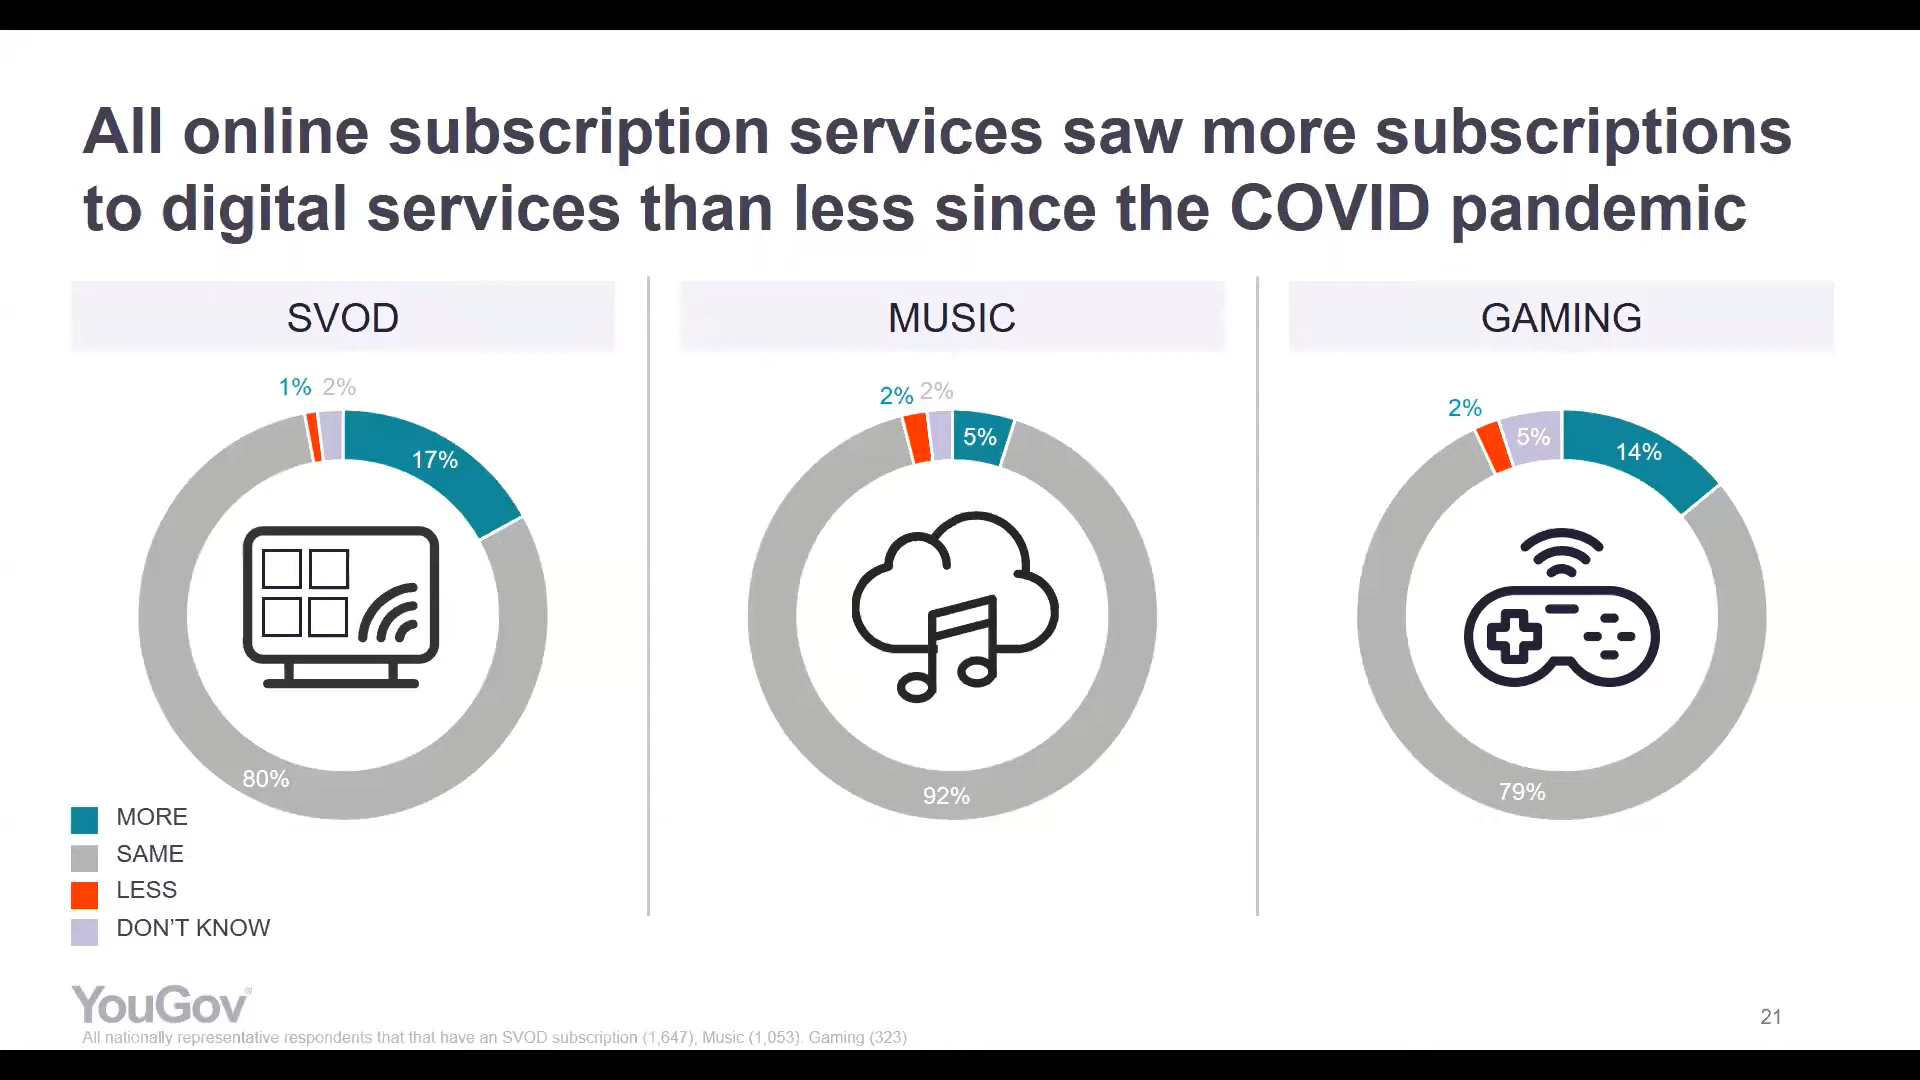 All online subscription services saw more subscriptions
to digital services than less since the COVID pandemic
SVOD
MUSIC
GAMING
1% 2%
17%
80%
2% 2%
5%
92%
2%
5%
14%
79%
MORE
SAME
LESS
DON'T KNOW
YouGov®
All nationally representative respondents that that have an SVOD subscription (1,647), Music (1,053). Gaming (323)
21